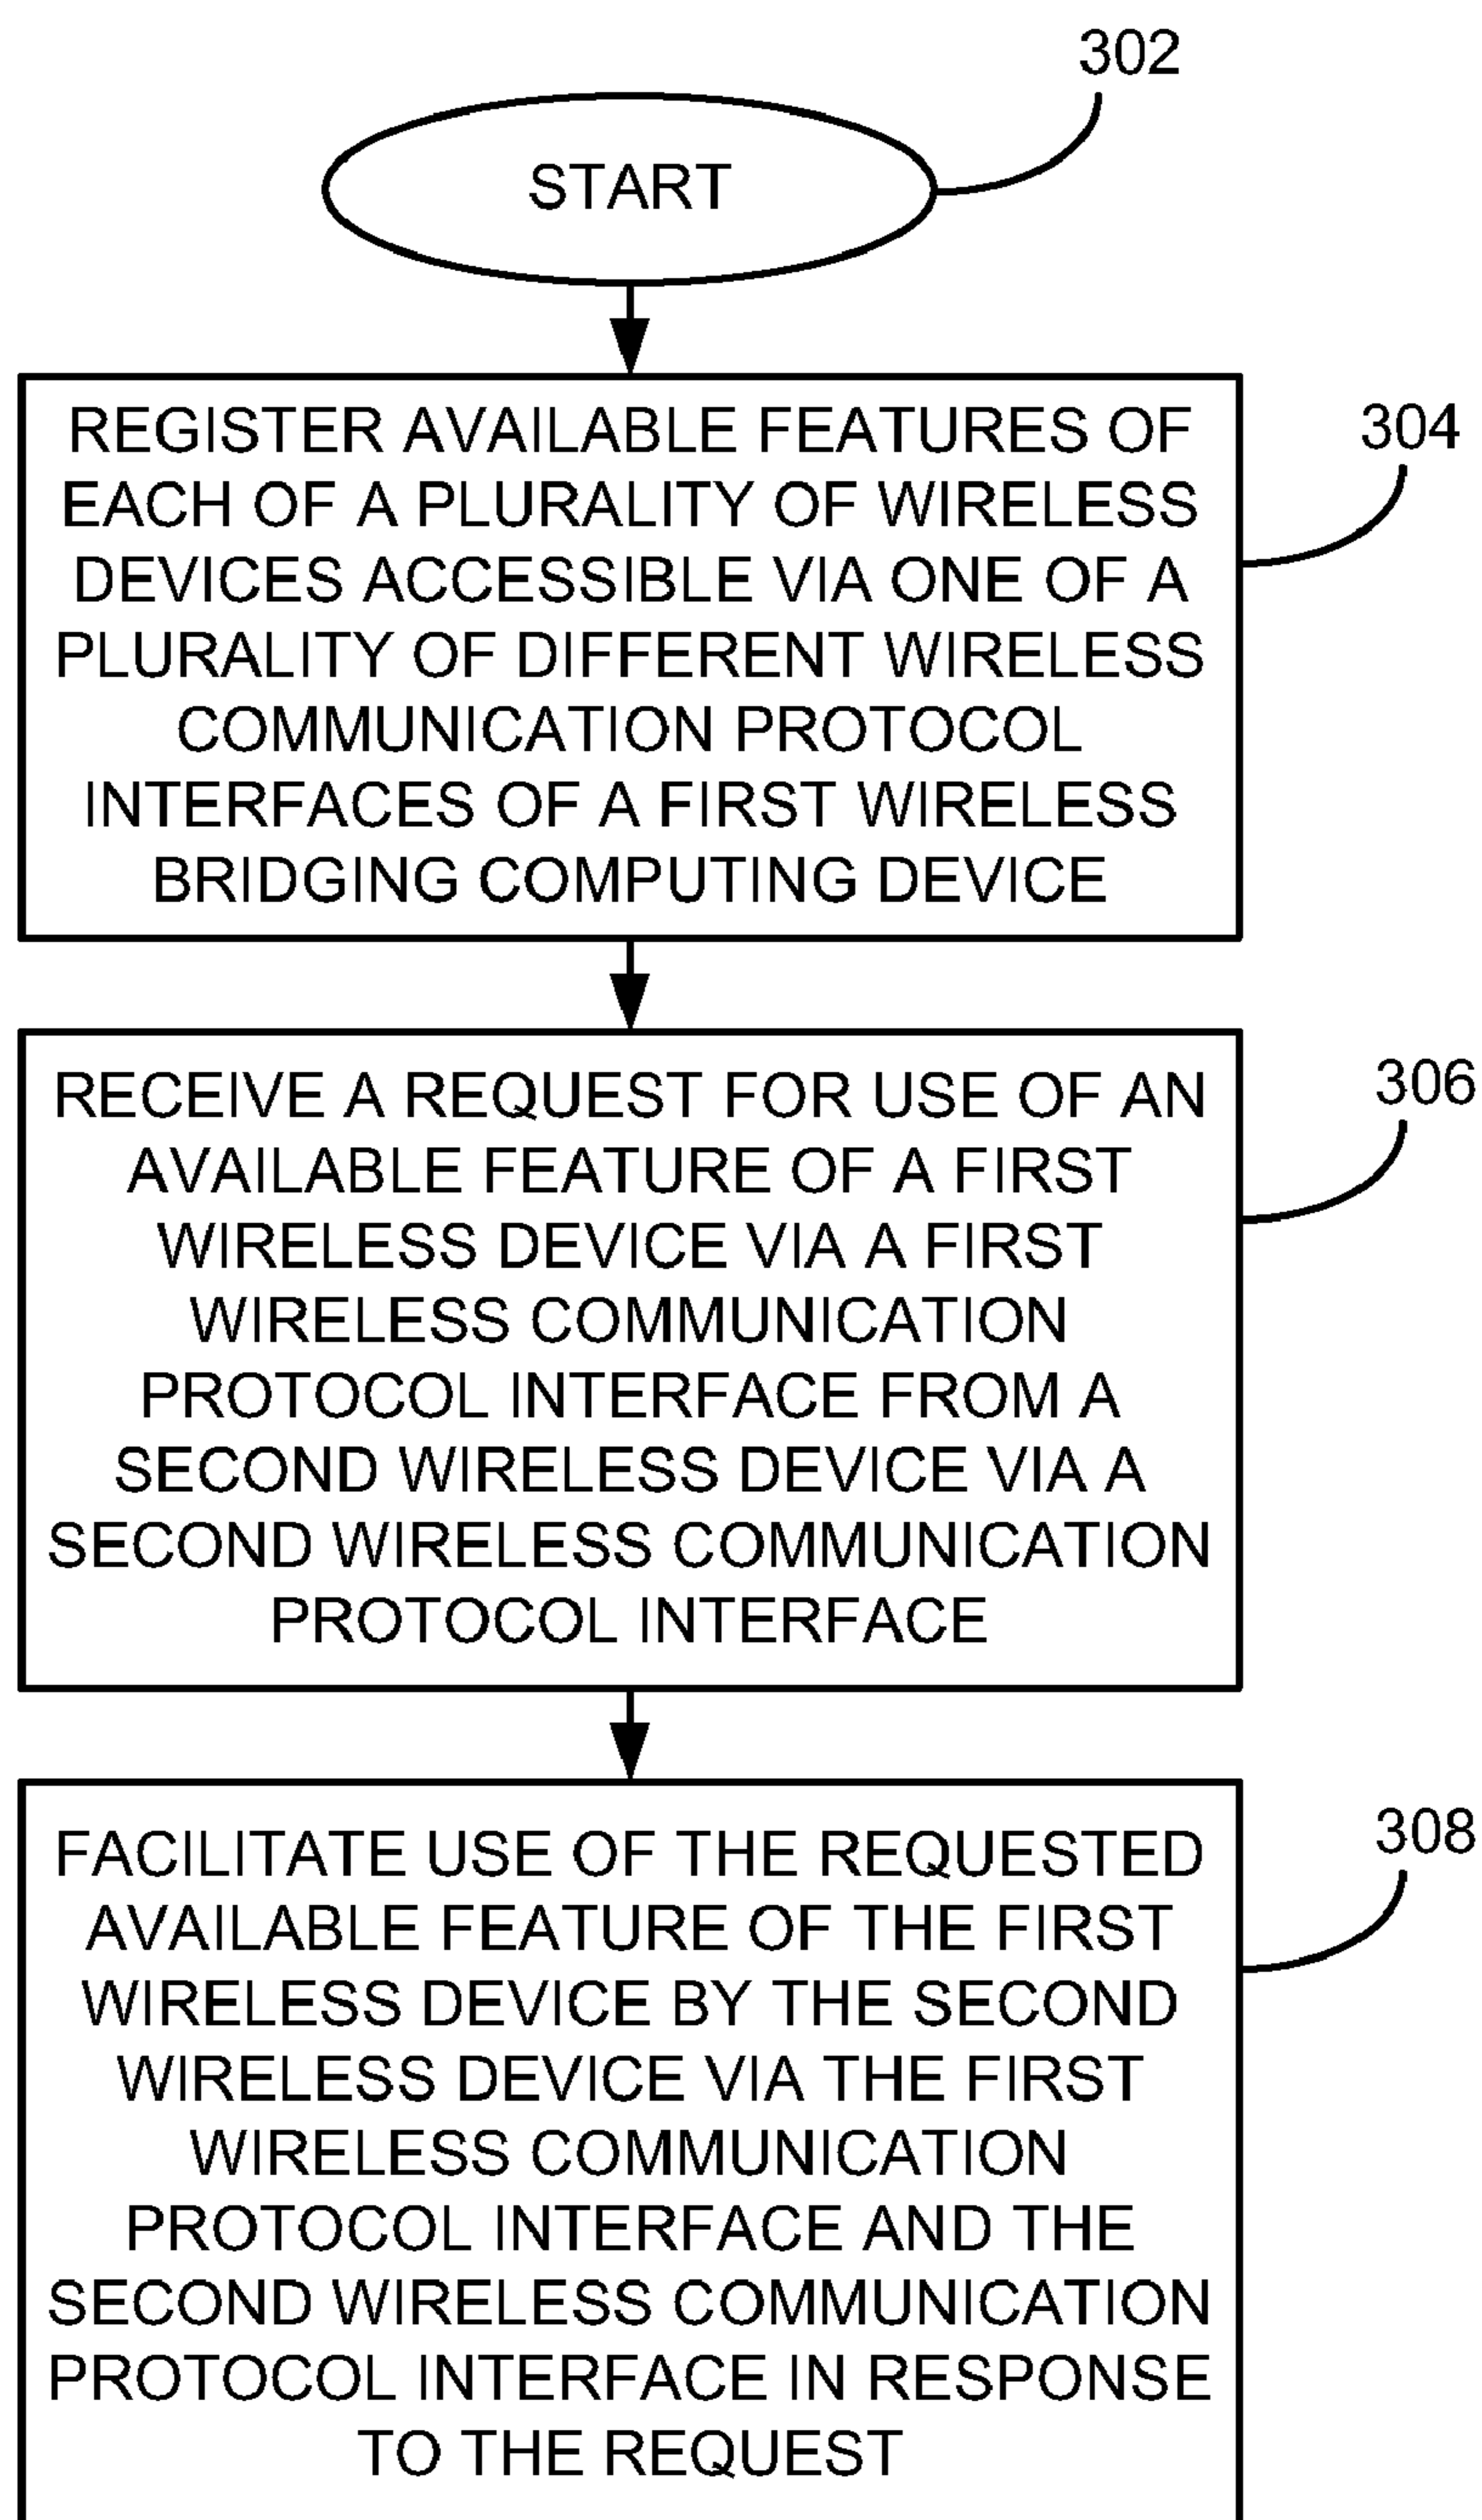 302
START
304
REGISTER AVAILABLE FEATURES OF
EACH OF A PLURALITY OF WIRELESS
DEVICES ACCESSIBLE VIA ONE OF A
PLURALITY OF DIFFERENT WIRELESS
COMMUNICATION PROTOCOL
INTERFACES OF A FIRST WIRELESS
BRIDGING COMPUTING DEVICE
306
RECEIVE A REQUEST FOR USE OF AN
AVAILABLE FEATURE OF A FIRST
WIRELESS DEVICE VIA A FIRST
WIRELESS COMMUNICATION
PROTOCOL INTERFACE FROM A
SECOND WIRELESS DEVICE VIA A
SECOND WIRELESS COMMUNICATION
PROTOCOL INTERFACE
308
FACILITATE USE OF THE REQUESTED
AVAILABLE FEATURE OF THE FIRST
WIRELESS DEVICE BY THE SECOND
WIRELESS DEVICE VIA THE FIRST
WIRELESS COMMUNICATION
PROTOCOL INTERFACE AND THE
SECOND WIRELESS COMMUNICATION
PROTOCOL INTERFACE IN RESPONSE
TO THE REQUEST